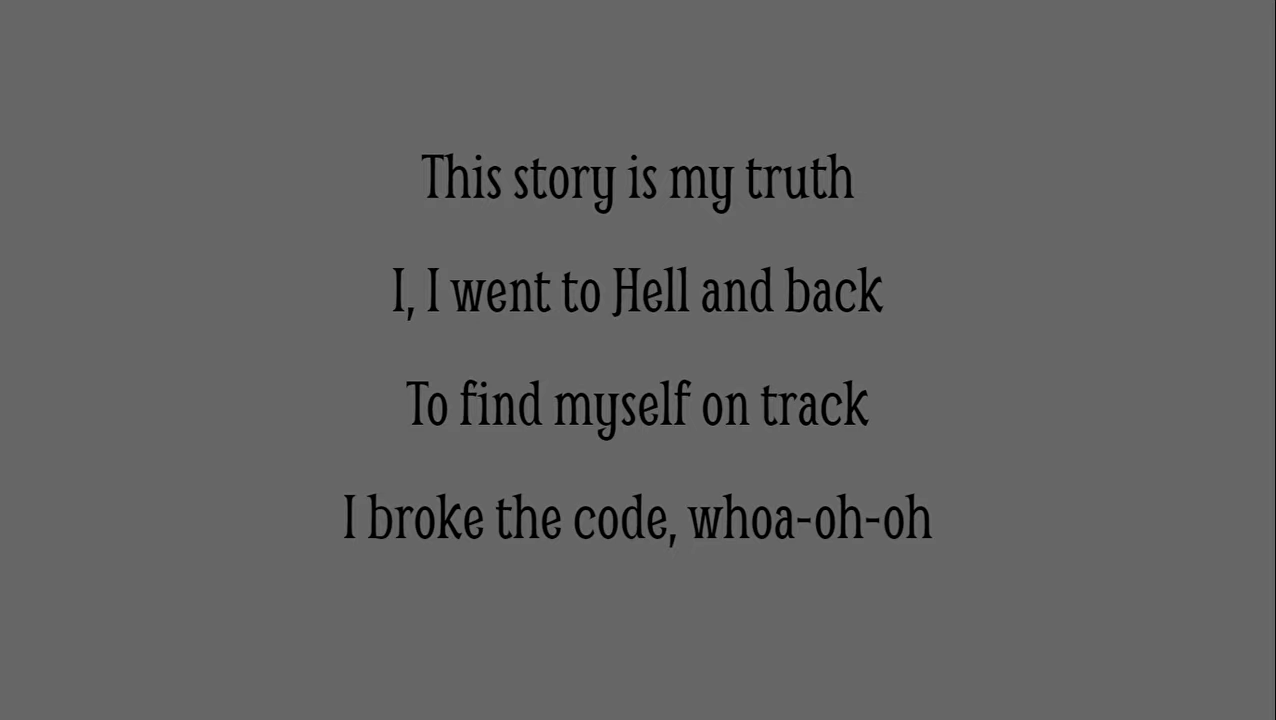 This story is my truth
I, I went to Hell and back
To find myself on track
I broke the code, whoa-oh-oh